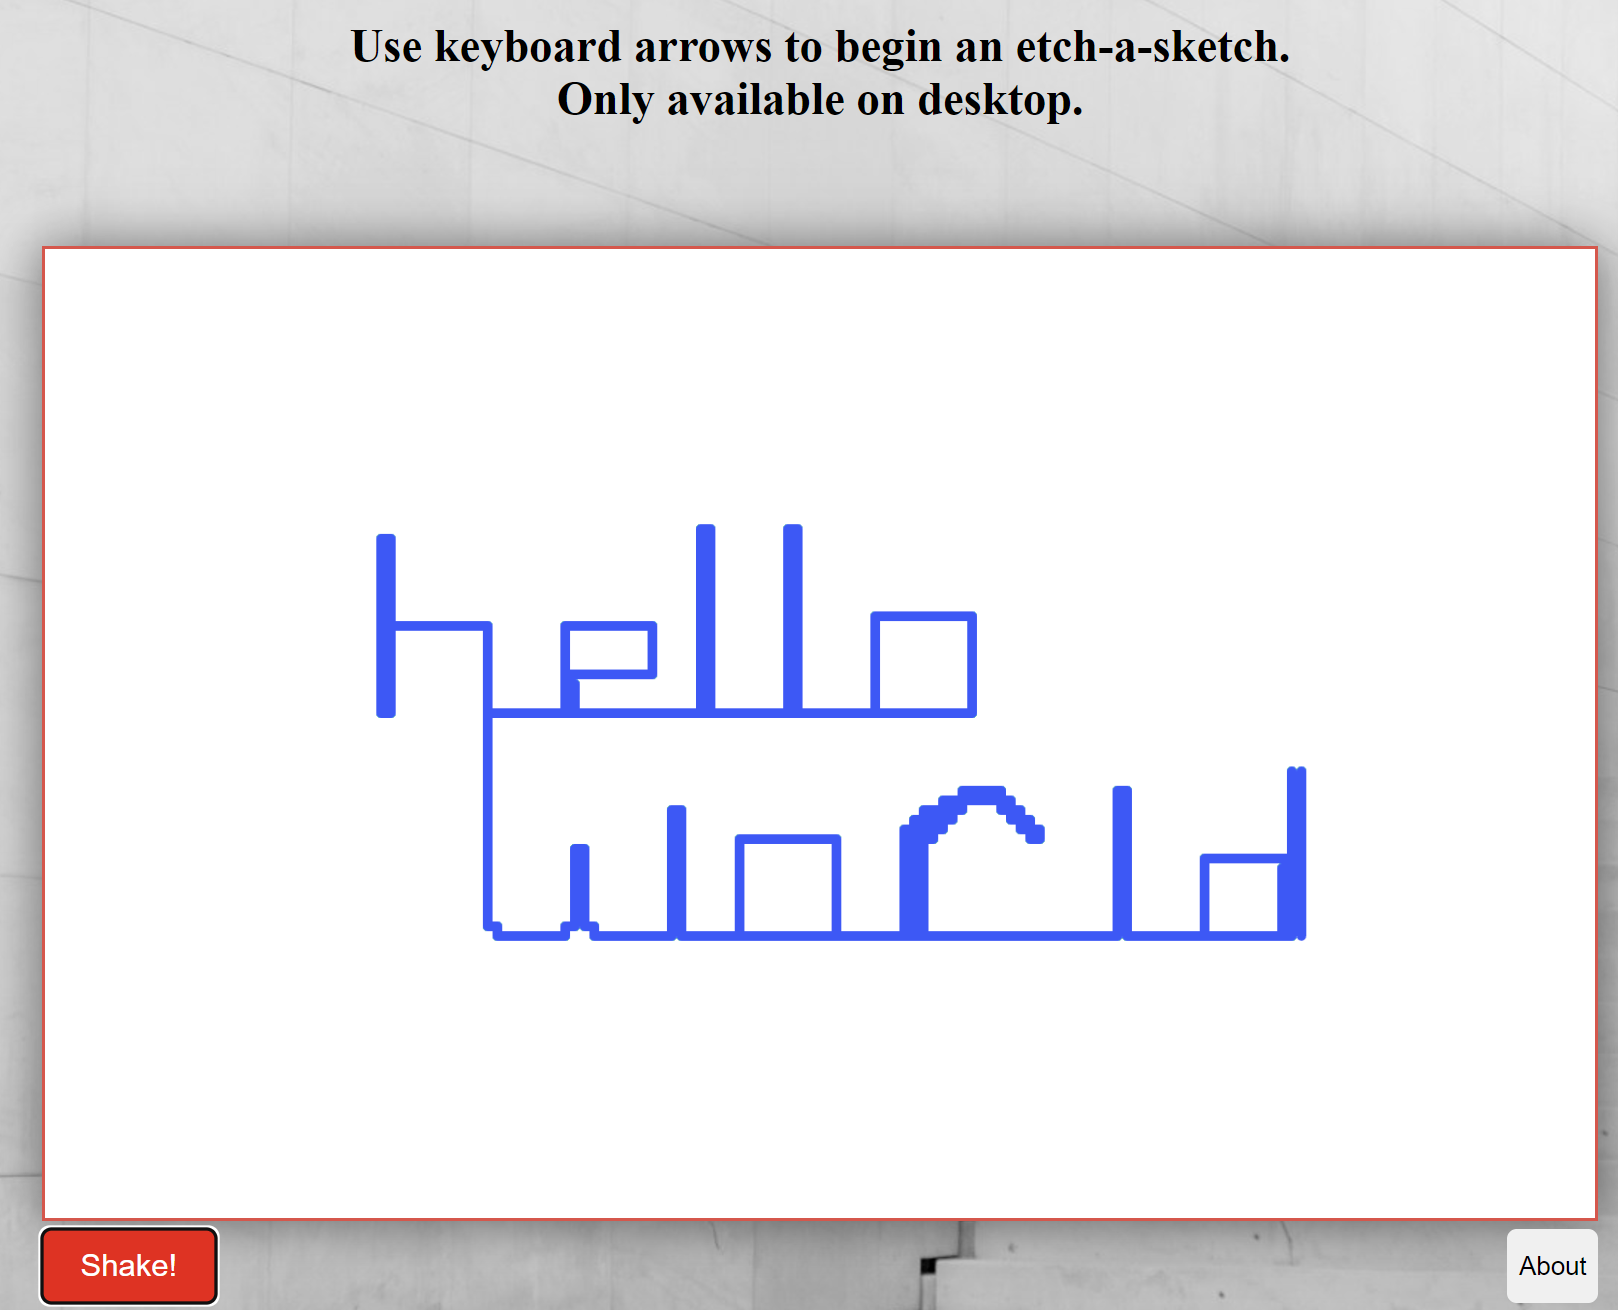 Use keyboard arrows to begin an etch-a-sketch.
Only available on desktop.
hello
world
Shake!
About